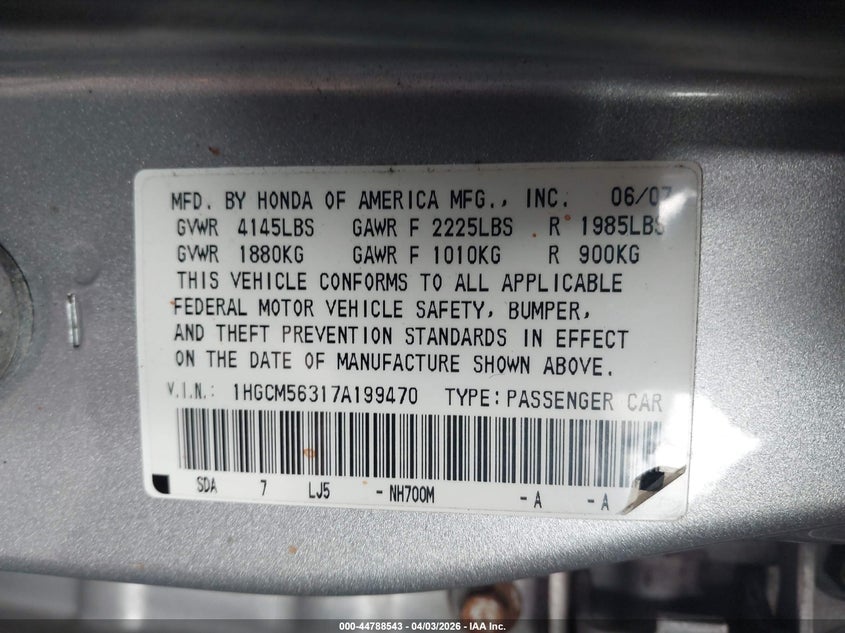 MFD. BY HONDA OF AMERICA MFG., INC. 06/07
GVWR 4145LBS GAWR F 2225LBS R 1985LBS
GVWR 1880KG GAWR F 1010KG R 900KG
THIS VEHICLE CONFORMS TO ALL APPLICABLE
FEDERAL MOTOR VEHICLE SAFETY, BUMPER,
AND THEFT PREVENTION STANDARDS IN EFFECT
ON THE DATE OF MANUFACTURE SHOWN ABOVE.
V.I.N.: 1HGCM56317A199470 TYPE: PASSENGER CAR
SDA 7 LJ5 - NH700M - A - A
000-44788543 - 04/03/2026 - IAA Inc.